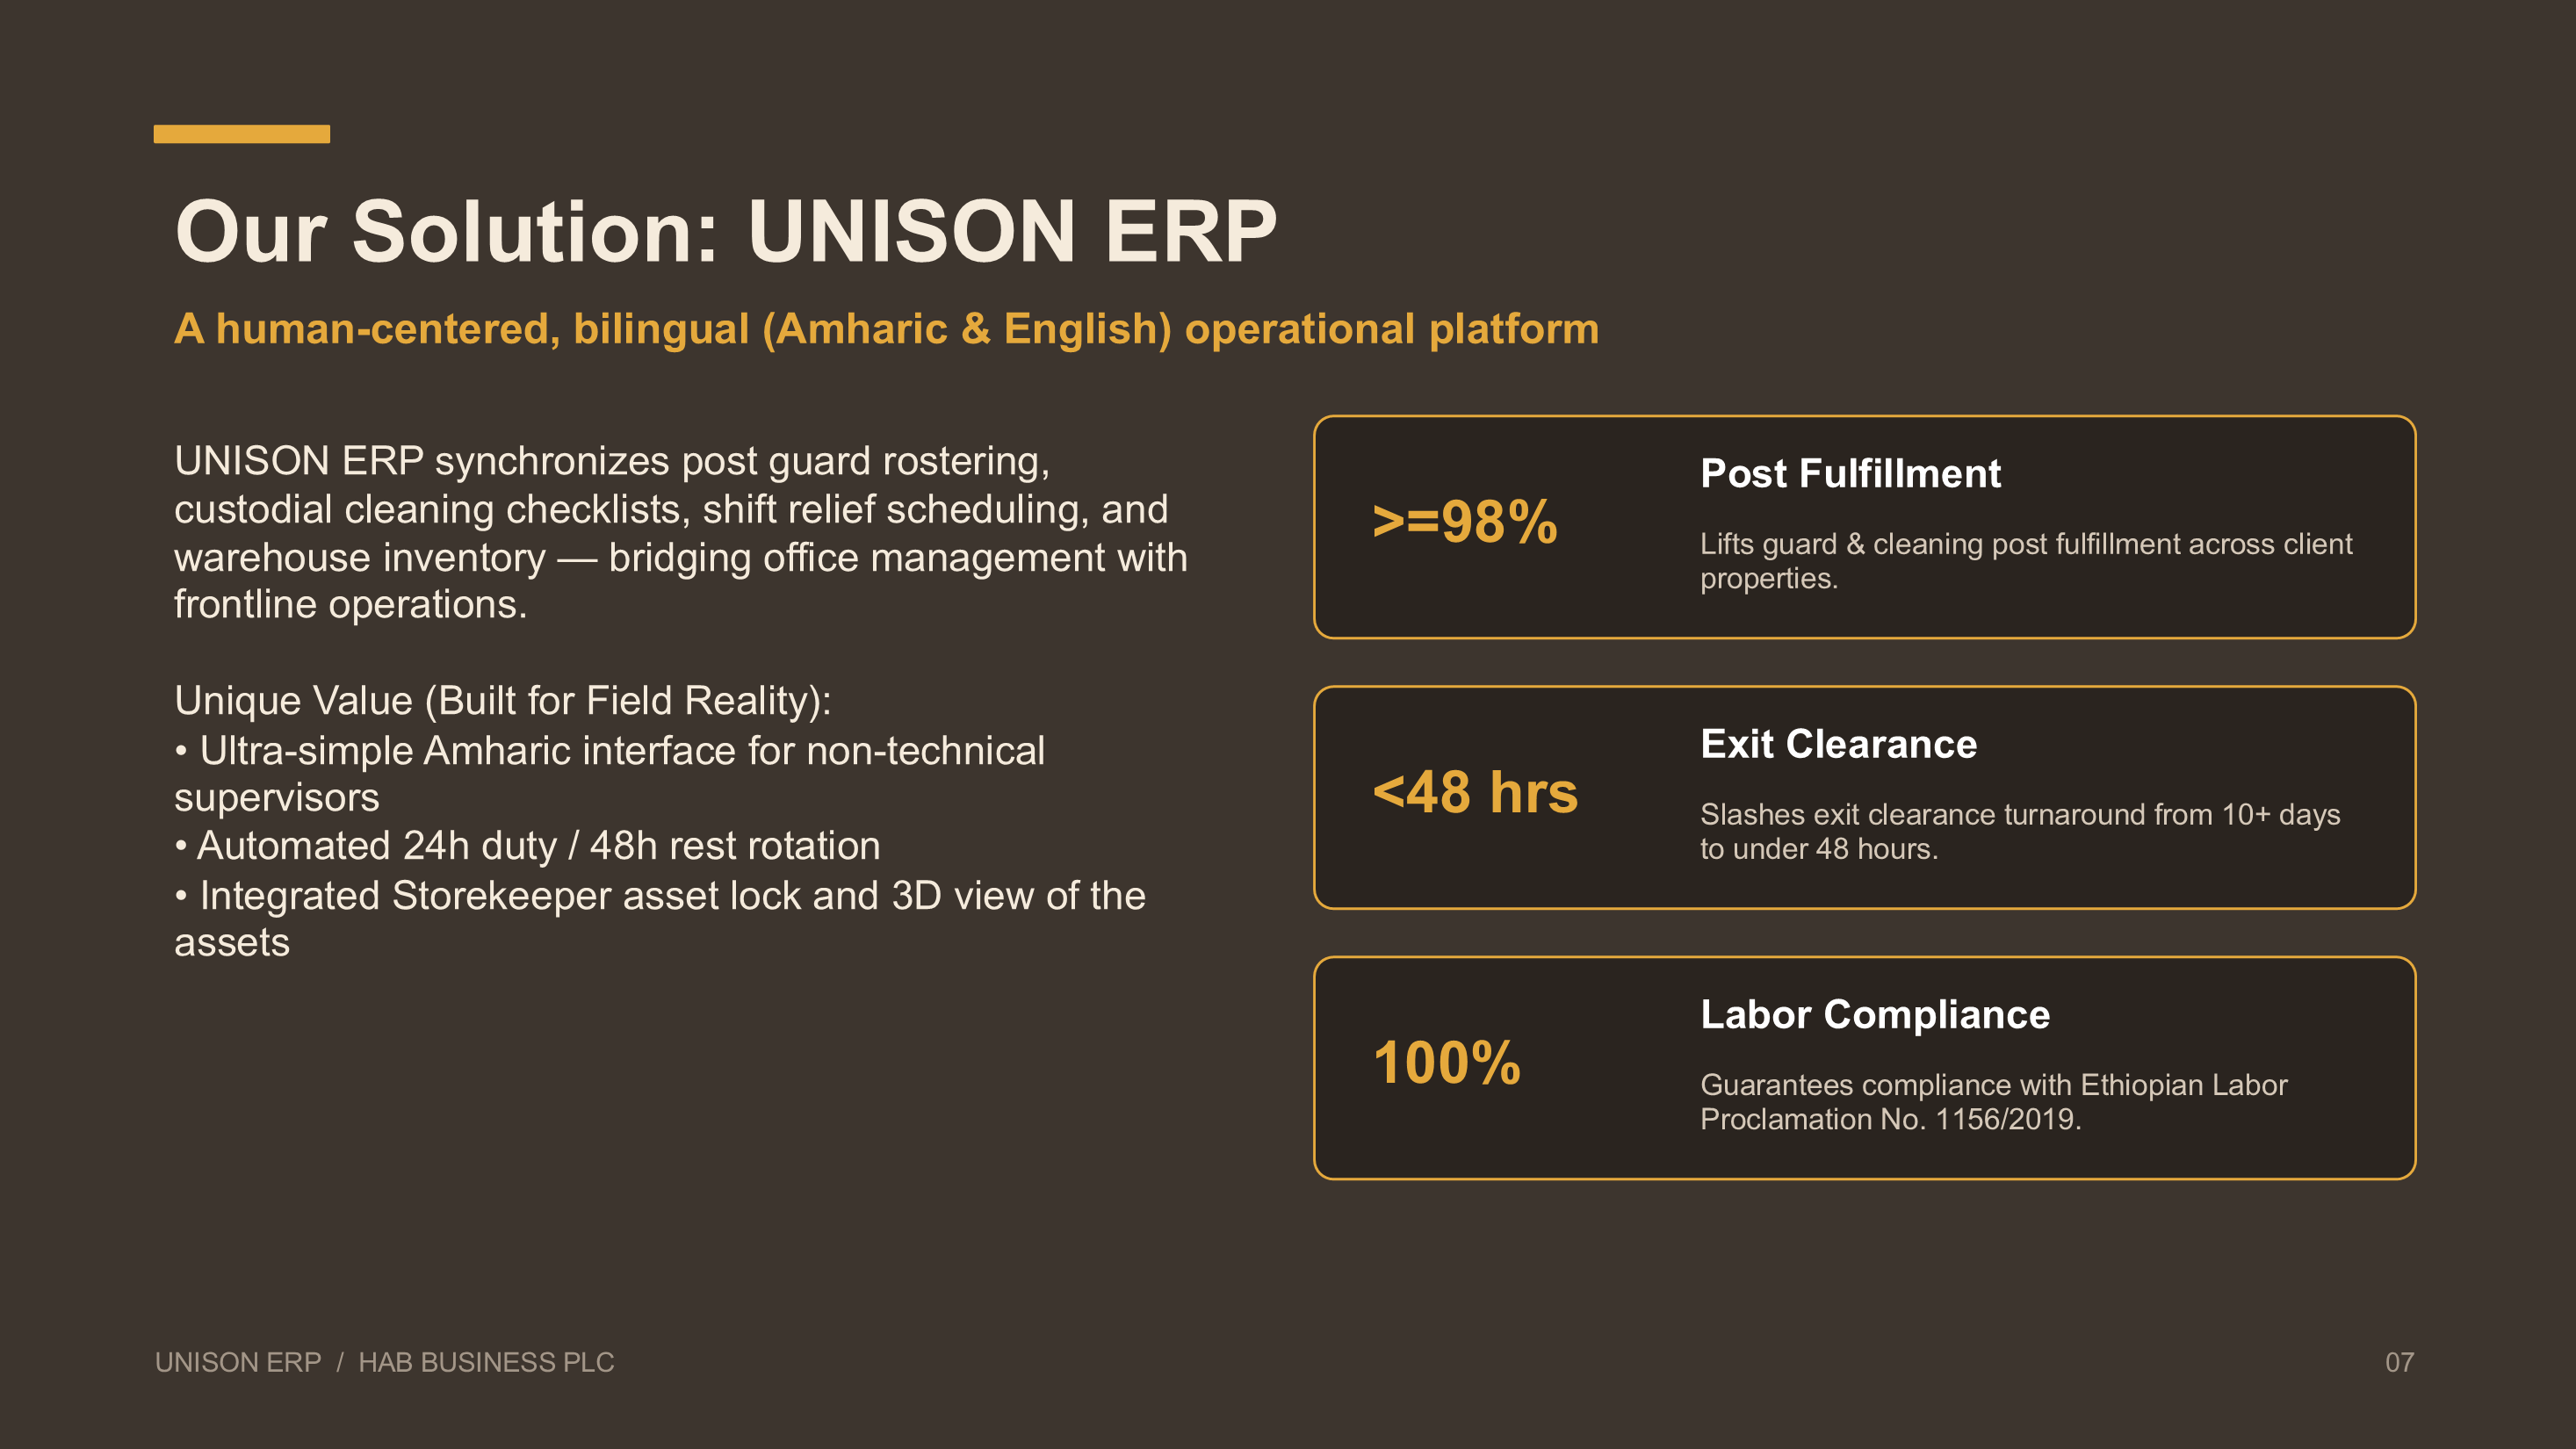 Our Solution: UNISON ERP
A human-centered, bilingual (Amharic & English) operational platform
UNISON ERP synchronizes post guard rostering,
custodial cleaning checklists, shift relief scheduling, and
warehouse inventory — bridging office management with
frontline operations.
Unique Value (Built for Field Reality):
• Ultra-simple Amharic interface for non-technical
supervisors
• Automated 24h duty / 48h rest rotation
• Integrated Storekeeper asset lock and 3D view of the
assets
>=98%
Post Fulfillment
Lifts guard & cleaning post fulfillment across client
properties.
<48 hrs
Exit Clearance
Slashes exit clearance turnaround from 10+ days
to under 48 hours.
100%
Labor Compliance
Guarantees compliance with Ethiopian Labor
Proclamation No. 1156/2019.
UNISON ERP / HAB BUSINESS PLC
07